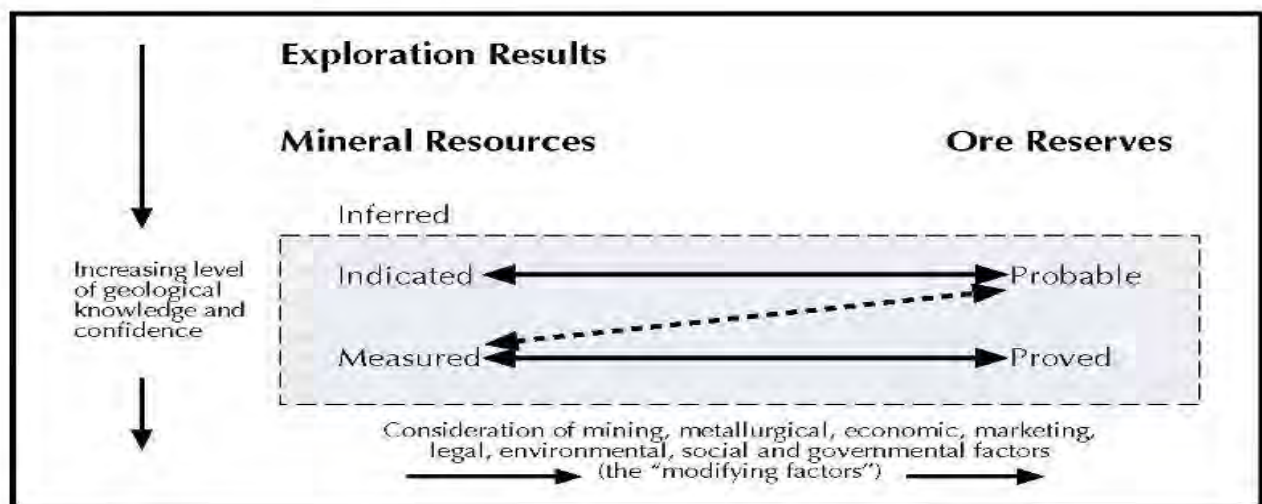 Exploration Results
Mineral Resources
Ore Reserves
Inferred
Increasing level
of geological
knowledge and
confidence
Indicated
Probable
Measured
Proved
Consideration of mining, metallurgical, economic, marketing,
legal, environmental, social and governmental factors
(the “modifying factors”)